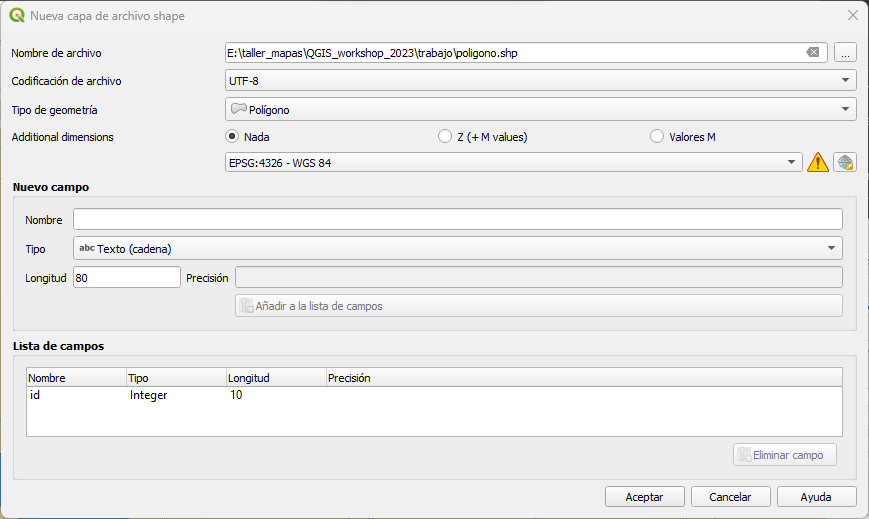 Nueva capa de archivo shape
Nombre de archivo E:\taller_mapas\QGIS_workshop_2023\trabajo\poligono.shp ...
Codificación de archivo UTF-8
Tipo de geometría Polígono
Additional dimensions Nada Z (+ M values) Valores M
EPSG:4326 - WGS 84
Nuevo campo
Nombre
Tipo abc Texto (cadena)
Longitud 80 Precisión
Añadir a la lista de campos
Lista de campos
Nombre Tipo Longitud Precisión
id Integer 10
Eliminar campo
Aceptar Cancelar Ayuda